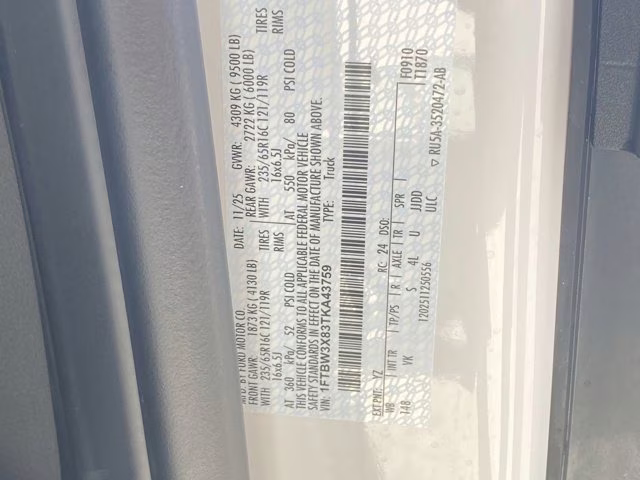 MFD. BY FORD MOTOR CO.
DATE: 11/25 GVWR: 4309 KG ( 9500 LB)
FRONT GAWR: 1873 KG ( 4130 LB) REAR GAWR: 2722 KG ( 6000 LB)
WITH 235/65R16C 121/119R TIRES WITH 235/65R16C 121/119R TIRES
16x6.5J RIMS 16x6.5J RIMS
AT 360 kPa/ 52 PSI COLD AT 550 kPa/ 80 PSI COLD
THIS VEHICLE CONFORMS TO ALL APPLICABLE FEDERAL MOTOR VEHICLE
SAFETY STANDARDS IN EFFECT ON THE DATE OF MANUFACTURE SHOWN ABOVE.
VIN: 1FTBW3X83TKA43759 TYPE: Truck
F0910
T1B70
EXT PNT: YZ RC: 24 DSO:
WB INT TR TP/PS R AXLE TR SPR
148 VK S 4L U JJDD
ULC
1202511250556 ▽ RU5A-3520472-AB